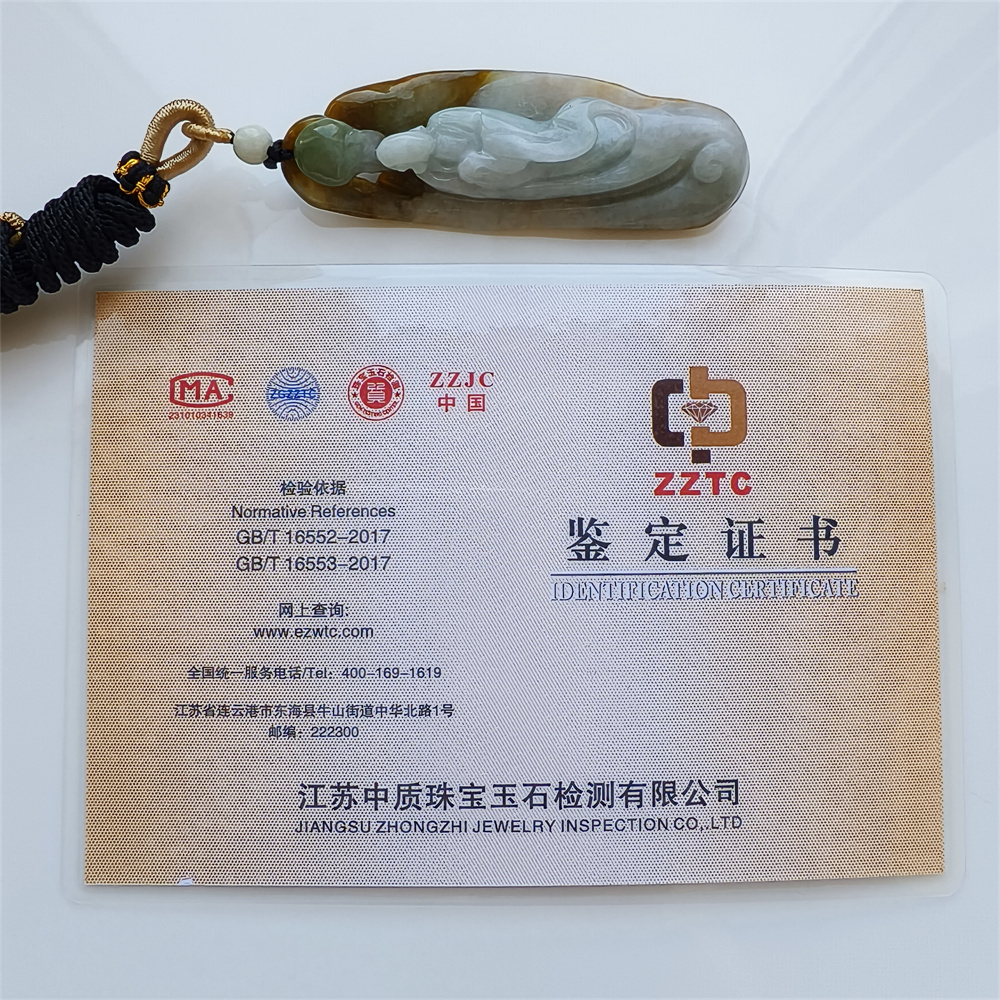 MA
231010341639
ZGZZTC
質
ZZJC
中国
检验依据
Normative References
GB/T 16552-2017
GB/T 16553-2017
网上查询:
www.ezwtc.com
全国统一服务电话/Tel: 400-169-1619
江苏省连云港市东海县牛山街道中华北路1号
邮编: 222300
ZZTC
鉴定证书
IDENTIFICATION CERTIFICATE
江苏中质珠宝玉石检测有限公司
JIANGSU ZHONGZHI JEWELRY INSPECTION CO,.LTD